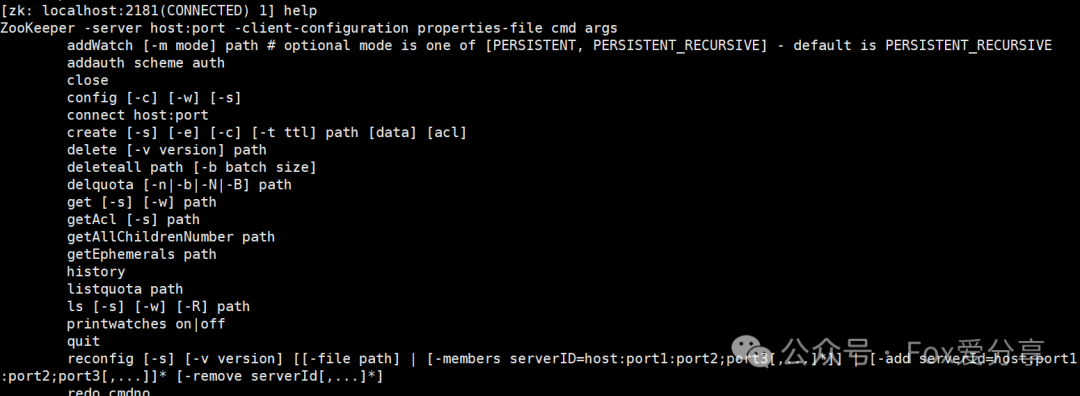 [zk: localhost:2181(CONNECTED) 1] help
ZooKeeper -server host:port -client-configuration properties-file cmd args
addWatch [-m mode] path # optional mode is one of [PERSISTENT, PERSISTENT_RECURSIVE] - default is PERSISTENT_RECURSIVE
addauth scheme auth
close
config [-c] [-w] [-s]
connect host:port
create [-s] [-e] [-c] [-t ttl] path [data] [acl]
delete [-v version] path
deleteall path [-b batch size]
delquota [-n|-b|-N|-B] path
get [-s] [-w] path
getAcl [-s] path
getAllChildrenNumber path
getEphemerals path
history
listquota path
ls [-s] [-w] [-R] path
printwatches on|off
quit
reconfig [-s] [-v version] [[-file path] | [-members serverID=host:port1:port2;port3[,...]*]] | [-add serverId=host:port1
:port2;port3[,...]]* [-remove serverId[,...]*]
redo cmdno
公众号 · Fox爱分享